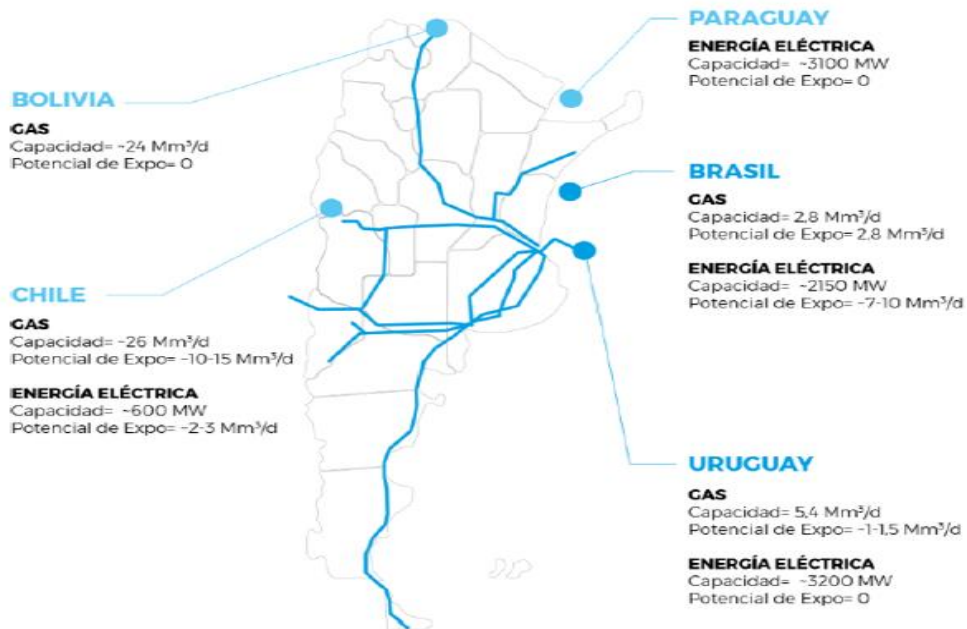 BOLIVIA
GAS
Capacidad= ~24 Mm³/d
Potencial de Expo= 0
CHILE
GAS
Capacidad= ~26 Mm³/d
Potencial de Expo= ~10-15 Mm³/d
ENERGÍA ELÉCTRICA
Capacidad= ~600 MW
Potencial de Expo= ~2-3 Mm³/d
PARAGUAY
ENERGÍA ELÉCTRICA
Capacidad= ~3100 MW
Potencial de Expo= 0
BRASIL
GAS
Capacidad= 2,8 Mm³/d
Potencial de Expo= 2,8 Mm³/d
ENERGÍA ELÉCTRICA
Capacidad= ~2150 MW
Potencial de Expo= ~7-10 Mm³/d
URUGUAY
GAS
Capacidad= 5,4 Mm³/d
Potencial de Expo= ~1-1,5 Mm³/d
ENERGÍA ELÉCTRICA
Capacidad= ~3200 MW
Potencial de Expo= 0